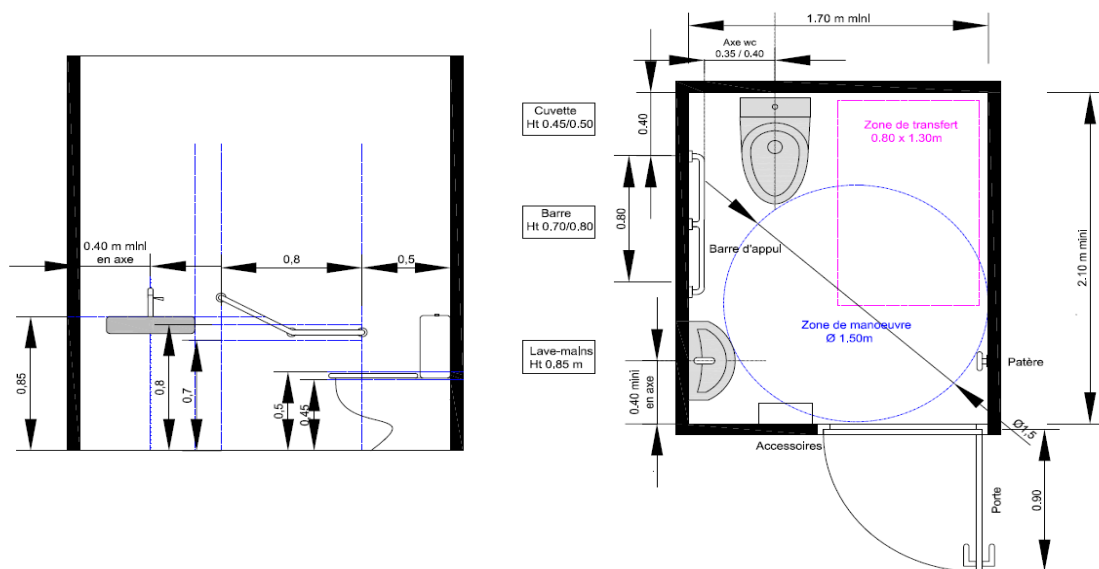 0.40 m mInI
en axe
0,8
0,5
0,85
0,8
0,7
0,5
0,45
1.70 m mInI
Axe wc
0.35 / 0.40
Cuvette
Ht 0.45/0.50
0.40
Zone de transfert
0.80 x 1.30m
Barre
Ht 0.70/0.80
0.80
Barre d'appuI
2.10 m mini
Zone de manoeuvre
Ø 1.50m
Lave-maIns
Ht 0,85 m
0.40 mini
en axe
Patère
Ø1,5
Accessoires
Porte
0.90